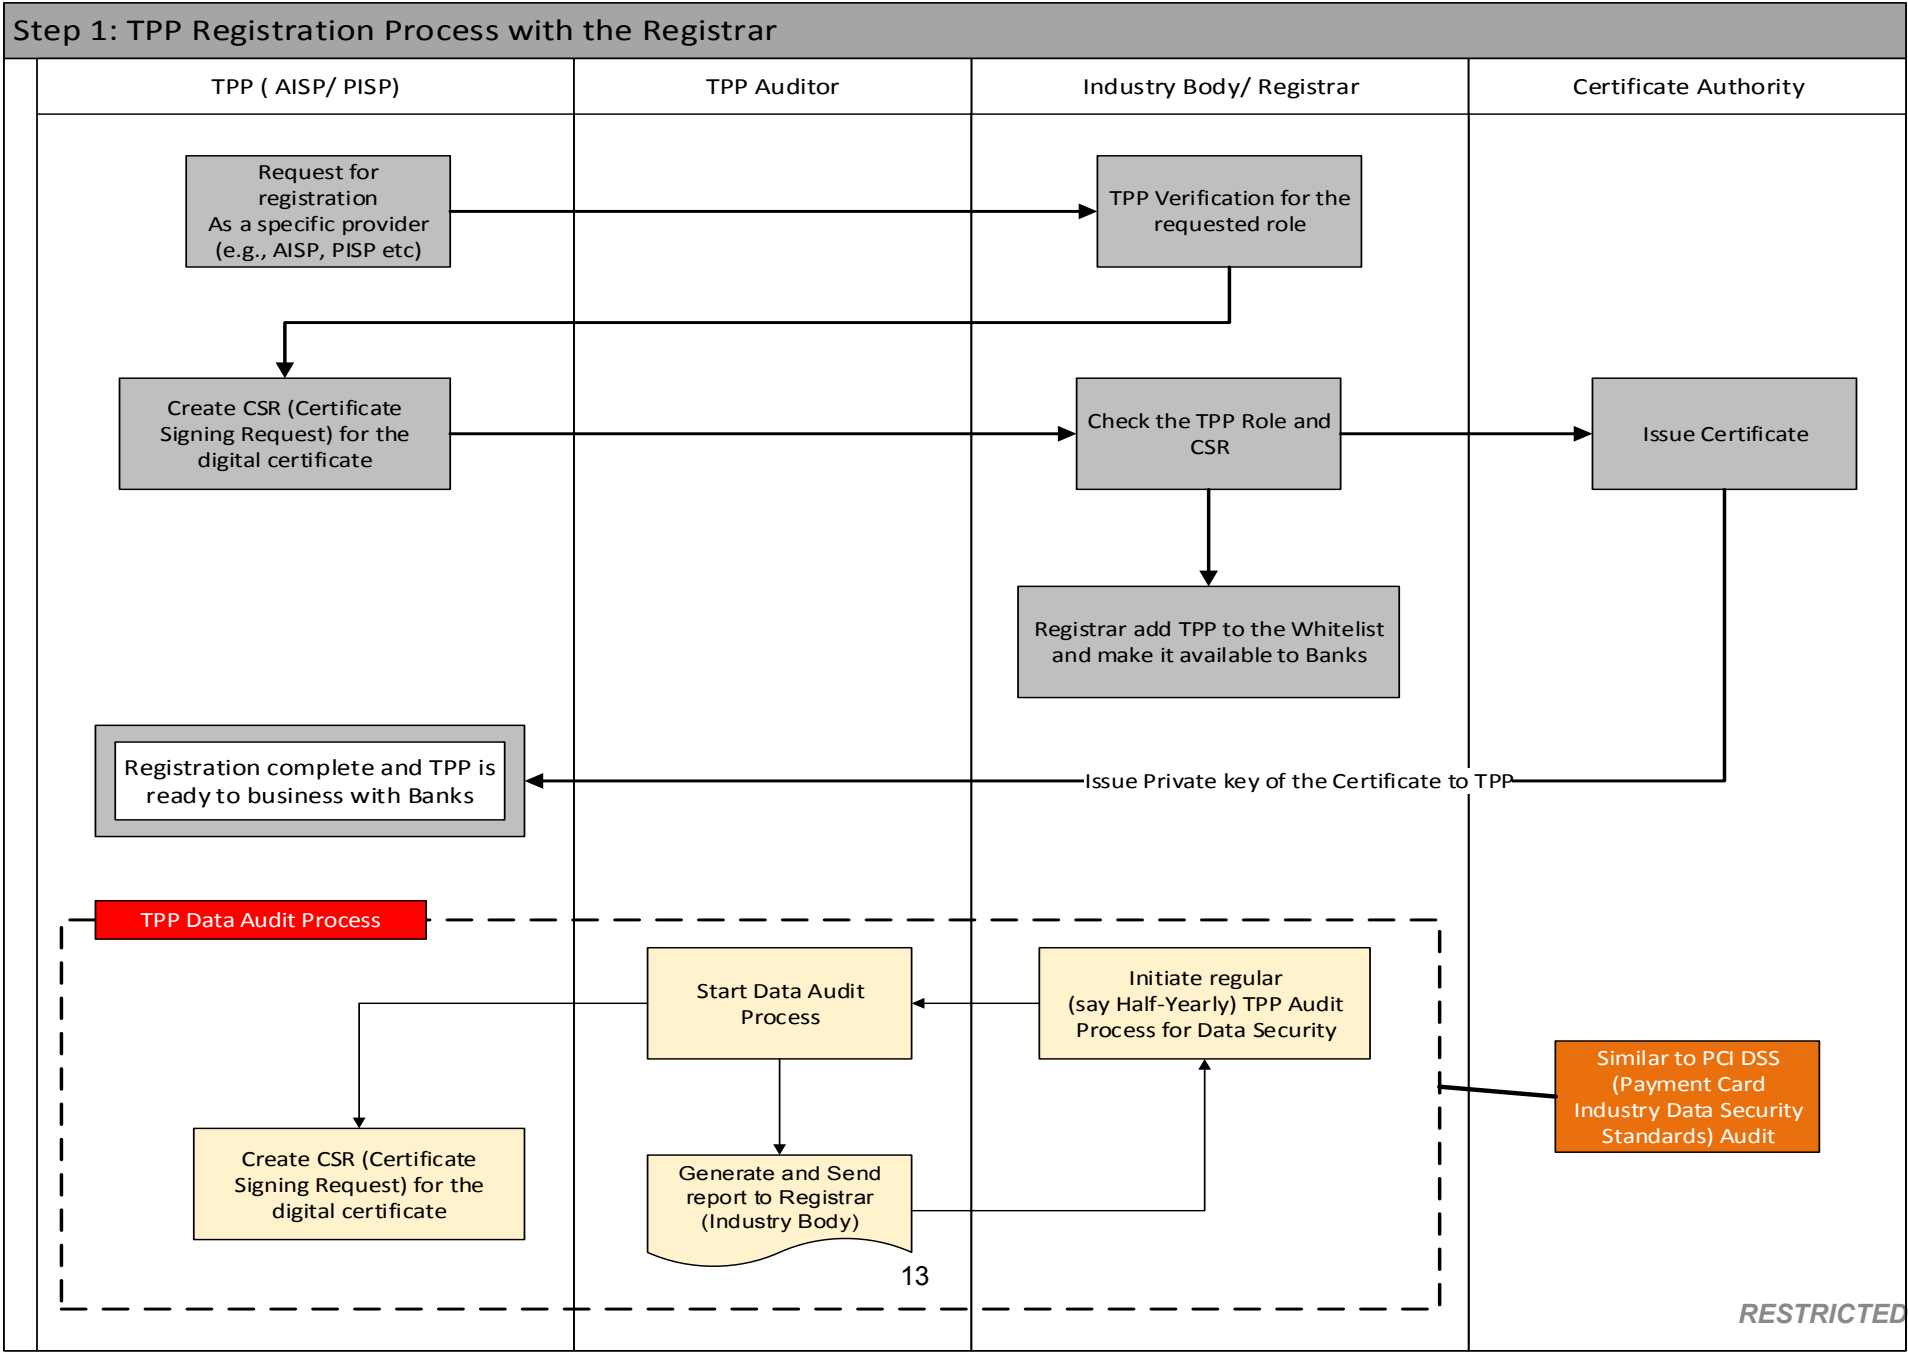 Step 1: TPP Registration Process with the Registrar
TPP ( AISP/ PISP)
TPP Auditor
Industry Body/ Registrar
Certificate Authority
Request for
registration
As a specific provider
(e.g., AISP, PISP etc)
TPP Verification for the
requested role
Create CSR (Certificate
Signing Request) for the
digital certificate
Check the TPP Role and
CSR
Issue Certificate
Registrar add TPP to the Whitelist
and make it available to Banks
Registration complete and TPP is
ready to business with Banks
Issue Private key of the Certificate to TPP
TPP Data Audit Process
Start Data Audit
Process
Initiate regular
(say Half-Yearly) TPP Audit
Process for Data Security
Similar to PCI DSS
(Payment Card
Industry Data Security
Standards) Audit
Create CSR (Certificate
Signing Request) for the
digital certificate
Generate and Send
report to Registrar
(Industry Body)
13
RESTRICTED